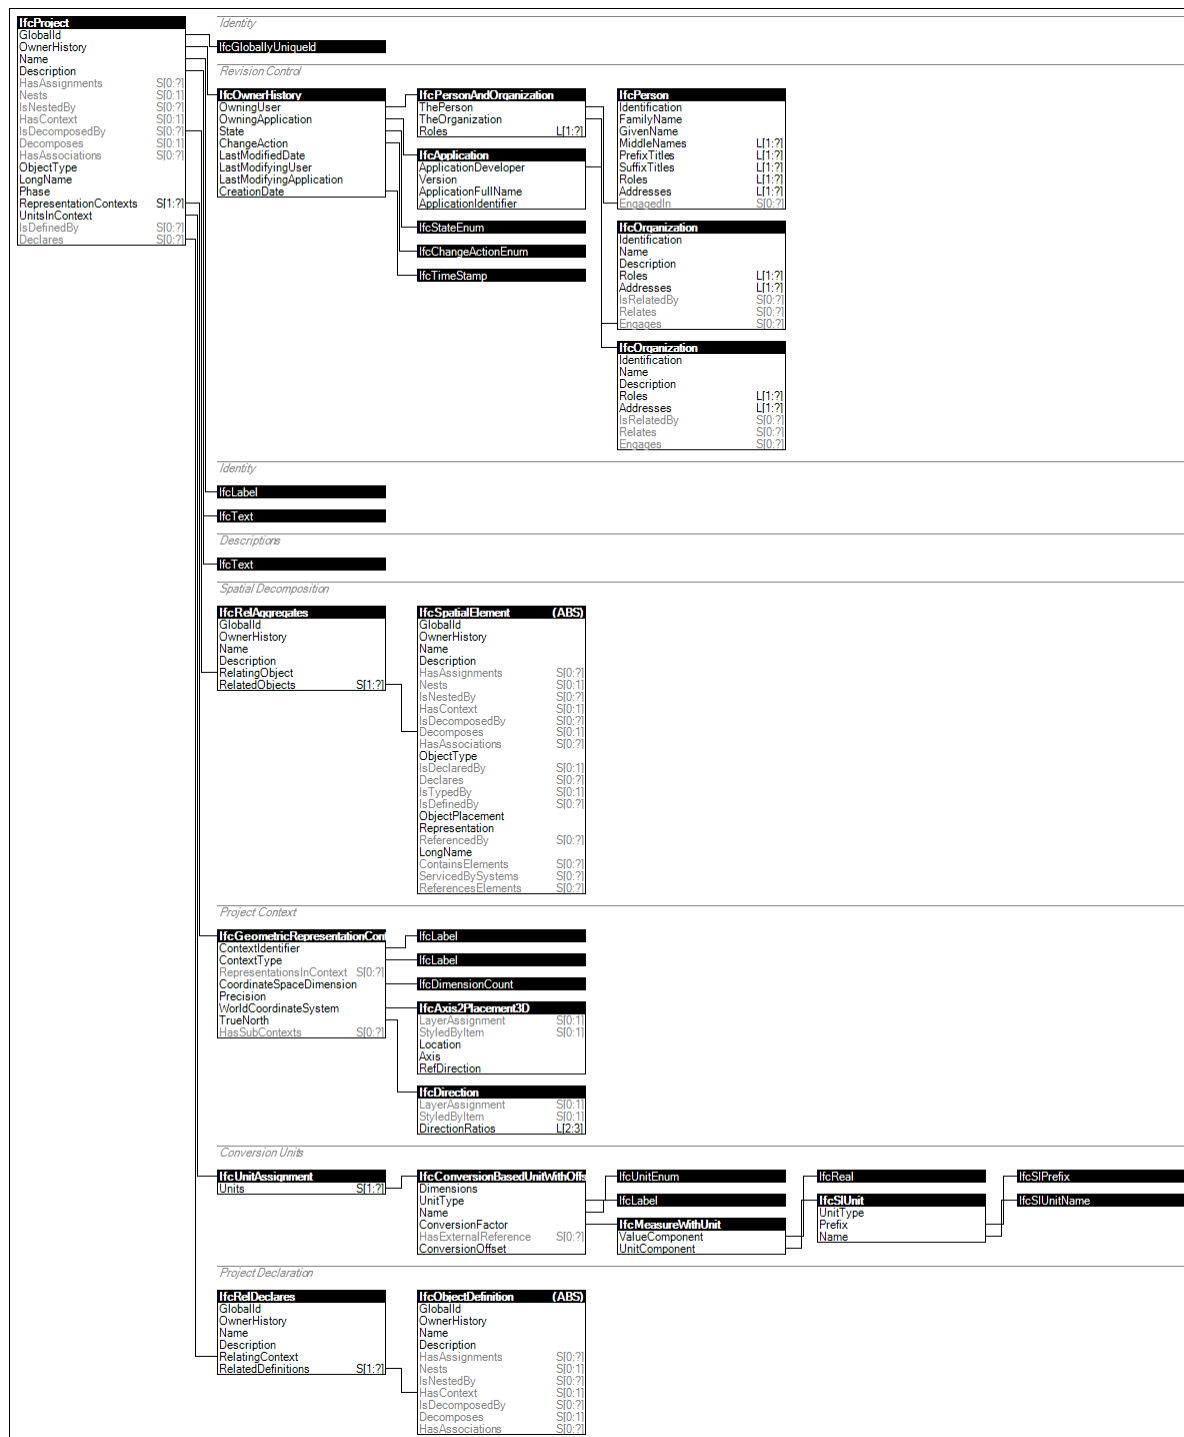 IfcProject
GlobalId
OwnerHistory
Name
Description
HasAssignments S[0:?]
Nests S[0:1]
IsNestedBy S[0:?]
HasContext S[0:1]
IsDecomposedBy S[0:?]
Decomposes S[0:1]
HasAssociations S[0:?]
ObjectType
LongName
Phase
RepresentationContexts S[1:?]
UnitsInContext
IsDefinedBy S[0:?]
Declares S[0:?]
Identity
IfcGloballyUniqueId
Revision Control
IfcOwnerHistory
OwningUser
OwningApplication
State
ChangeAction
LastModifiedDate
LastModifyingUser
LastModifyingApplication
CreationDate
IfcPersonAndOrganization
ThePerson
TheOrganization
Roles L[1:?]
IfcApplication
ApplicationDeveloper
Version
ApplicationFullName
ApplicationIdentifier
IfcStateEnum
IfcChangeActionEnum
IfcTimeStamp
IfcPerson
Identification
FamilyName
GivenName
MiddleNames L[1:?]
PrefixTitles L[1:?]
SuffixTitles L[1:?]
Roles L[1:?]
Addresses L[1:?]
EngagedIn S[0:?]
IfcOrganization
Identification
Name
Description
Roles L[1:?]
Addresses L[1:?]
IsRelatedBy S[0:?]
Relates S[0:?]
Engages S[0:?]
IfcOrganization
Identification
Name
Description
Roles L[1:?]
Addresses L[1:?]
IsRelatedBy S[0:?]
Relates S[0:?]
Engages S[0:?]
Identity
IfcLabel
IfcText
Descriptions
IfcText
Spatial Decomposition
IfcRelAggregates
GlobalId
OwnerHistory
Name
Description
RelatingObject
RelatedObjects S[1:?]
IfcSpatialElement (ABS)
GlobalId
OwnerHistory
Name
Description
HasAssignments S[0:?]
Nests S[0:1]
IsNestedBy S[0:?]
HasContext S[0:1]
IsDecomposedBy S[0:?]
Decomposes S[0:1]
HasAssociations S[0:?]
ObjectType
IsDeclaredBy S[0:1]
Declares S[0:?]
IsTypedBy S[0:1]
IsDefinedBy S[0:?]
ObjectPlacement
Representation
ReferencedBy S[0:?]
LongName
ContainsElements S[0:?]
ServicedBySystems S[0:?]
ReferencesElements S[0:?]
Project Context
IfcGeometricRepresentationCont
ContextIdentifier
ContextType
RepresentationsInContext S[0:?]
CoordinateSpaceDimension
Precision
WorldCoordinateSystem
TrueNorth
HasSubContexts S[0:?]
IfcLabel
IfcLabel
IfcDimensionCount
IfcAxis2Placement3D
LayerAssignment S[0:1]
StyledByItem S[0:1]
Location
Axis
RefDirection
IfcDirection
LayerAssignment S[0:1]
StyledByItem S[0:1]
DirectionRatios L[2:3]
Conversion Units
IfcUnitAssignment
Units S[1:?]
IfcConversionBasedUnitWithOffs
Dimensions
UnitType
Name
ConversionFactor
HasExternalReference S[0:?]
ConversionOffset
IfcUnitEnum
IfcLabel
IfcMeasureWithUnit
ValueComponent
UnitComponent
IfcReal
IfcSIUnit
UnitType
Prefix
Name
IfcSIPrefix
IfcSIUnitName
Project Declaration
IfcRelDeclares
GlobalId
OwnerHistory
Name
Description
RelatingContext
RelatedDefinitions S[1:?]
IfcObjectDefinition (ABS)
GlobalId
OwnerHistory
Name
Description
HasAssignments S[0:?]
Nests S[0:1]
IsNestedBy S[0:?]
HasContext S[0:1]
IsDecomposedBy S[0:?]
Decomposes S[0:1]
HasAssociations S[0:?]